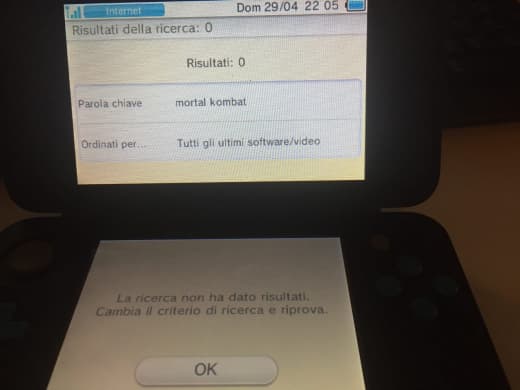 Internet
Dom 29/04 22 05
Risultati della ricerca: 0
Risultati: 0
Parola chiave mortal kombat
Ordinati per... Tutti gli ultimi software/video
La ricerca non ha dato risultati.
Cambia il criterio di ricerca e riprova.
OK